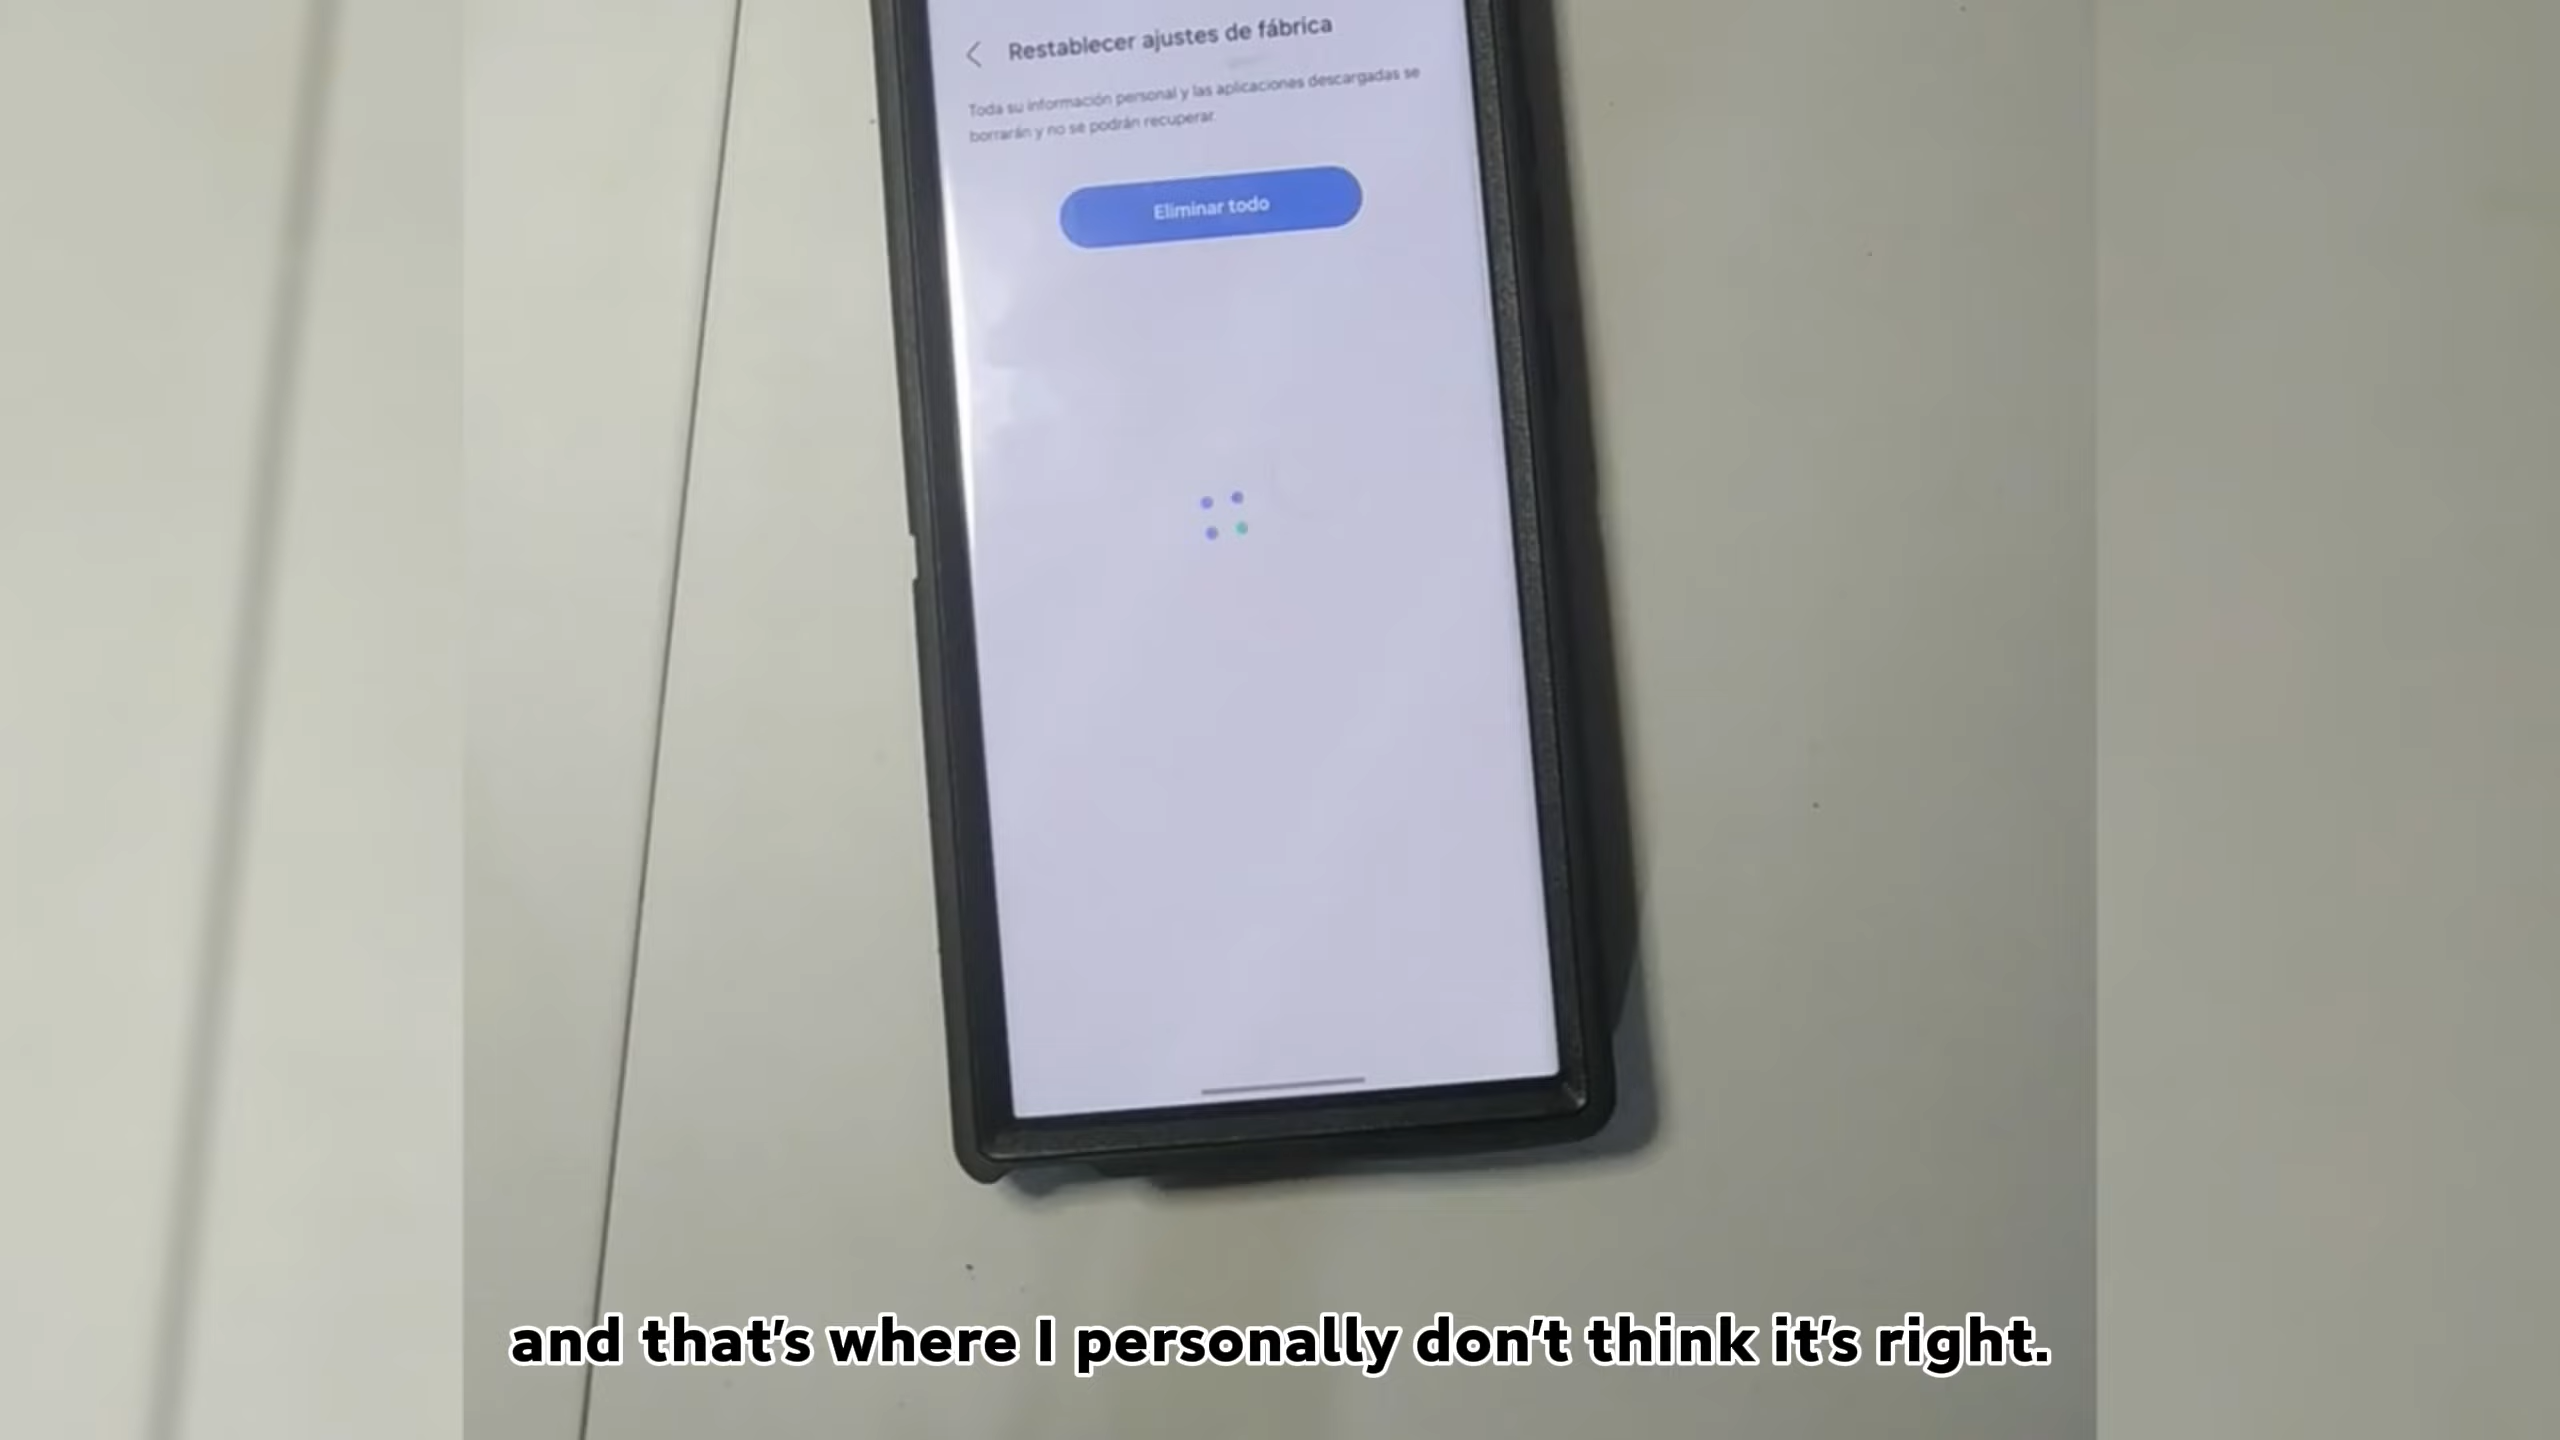 Restablecer ajustes de fábrica
Toda su información personal y las aplicaciones descargadas se
borrarán y no se podrán recuperar.
Eliminar todo
and that's where I personally don't think it's right.